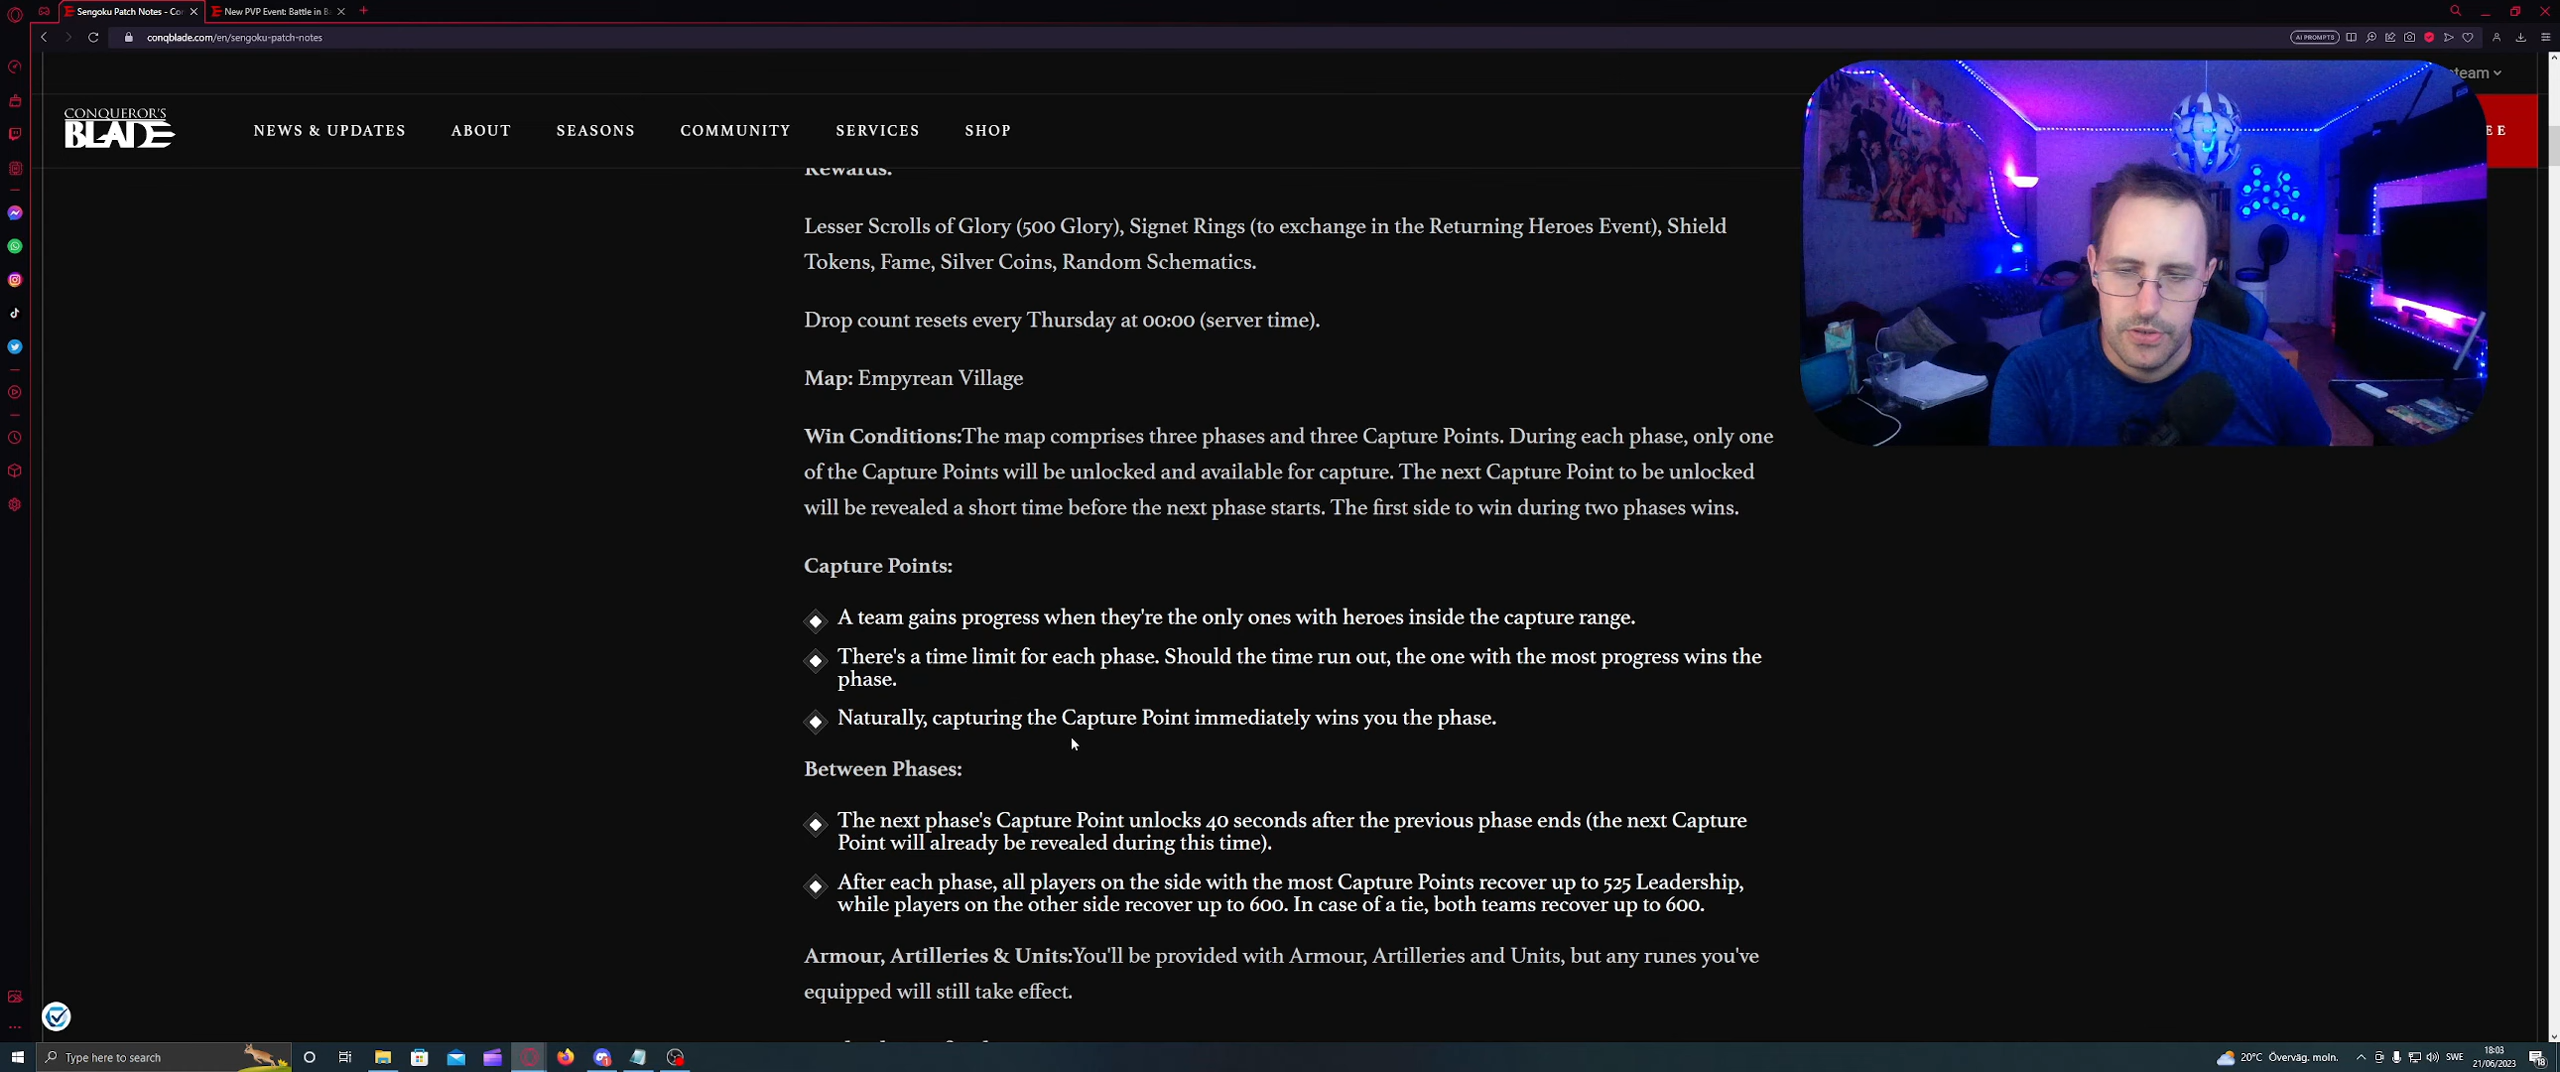 Sengoku Patch Notes - Co
New PVP Event: Battle in B
conqblade.com/en/sengoku-patch-notes
AI PROMPTS
team
CONQUEROR'S
BLADE
NEWS & UPDATES
ABOUT
SEASONS
COMMUNITY
SERVICES
SHOP
EE
Rewards:
Lesser Scrolls of Glory (500 Glory), Signet Rings (to exchange in the Returning Heroes Event), Shield
Tokens, Fame, Silver Coins, Random Schematics.
Drop count resets every Thursday at 00:00 (server time).
Map: Empyrean Village
Win Conditions:The map comprises three phases and three Capture Points. During each phase, only one
of the Capture Points will be unlocked and available for capture. The next Capture Point to be unlocked
will be revealed a short time before the next phase starts. The first side to win during two phases wins.
Capture Points:
A team gains progress when they're the only ones with heroes inside the capture range.
There's a time limit for each phase. Should the time run out, the one with the most progress wins the
phase.
Naturally, capturing the Capture Point immediately wins you the phase.
Between Phases:
The next phase's Capture Point unlocks 40 seconds after the previous phase ends (the next Capture
Point will already be revealed during this time).
After each phase, all players on the side with the most Capture Points recover up to 525 Leadership,
while players on the other side recover up to 600. In case of a tie, both teams recover up to 600.
Armour, Artilleries & Units:You'll be provided with Armour, Artilleries and Units, but any runes you've
equipped will still take effect.
Type here to search
20°C Överväg. moln.
SWE
18:03
21/06/2023
18